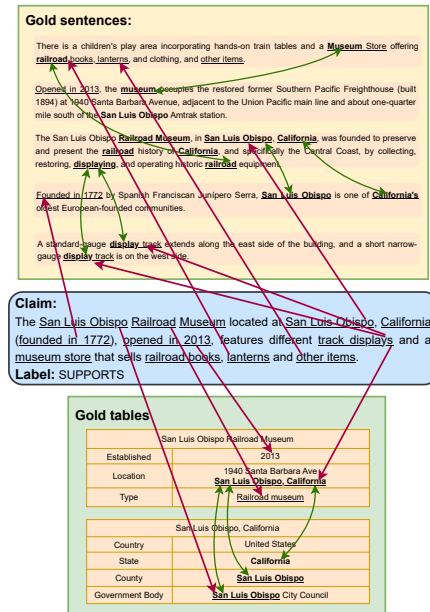 Gold sentences:
There is a children's play area incorporating hands-on train tables and a Museum Store offering
railroad books, lanterns, and clothing, and other items.
Opened in 2013, the museum occupies the restored former Southern Pacific Freighthouse (built
1894) at 1940 Santa Barbara Avenue, adjacent to the Union Pacific main line and about one-quarter
mile south of the San Luis Obispo Amtrak station.
The San Luis Obispo Railroad Museum, in San Luis Obispo, California, was founded to preserve
and present the railroad history of California, and specifically the Central Coast, by collecting,
restoring, displaying, and operating historic railroad equipment.
Founded in 1772 by Spanish Franciscan Junípero Serra, San Luis Obispo is one of California's
oldest European-founded communities.
A standard-gauge display track extends along the east side of the building, and a short narrow-
gauge display track is on the west side.
Claim:
The San Luis Obispo Railroad Museum located at San Luis Obispo, California
(founded in 1772), opened in 2013, features different track displays and a
museum store that sells railroad books, lanterns and other items.
Label: SUPPORTS
Gold tables
San Luis Obispo Railroad Museum
Established 2013
Location 1940 Santa Barbara Ave
San Luis Obispo, California
Type Railroad museum
San Luis Obispo, California
Country United States
State California
County San Luis Obispo
Government Body San Luis Obispo City Council